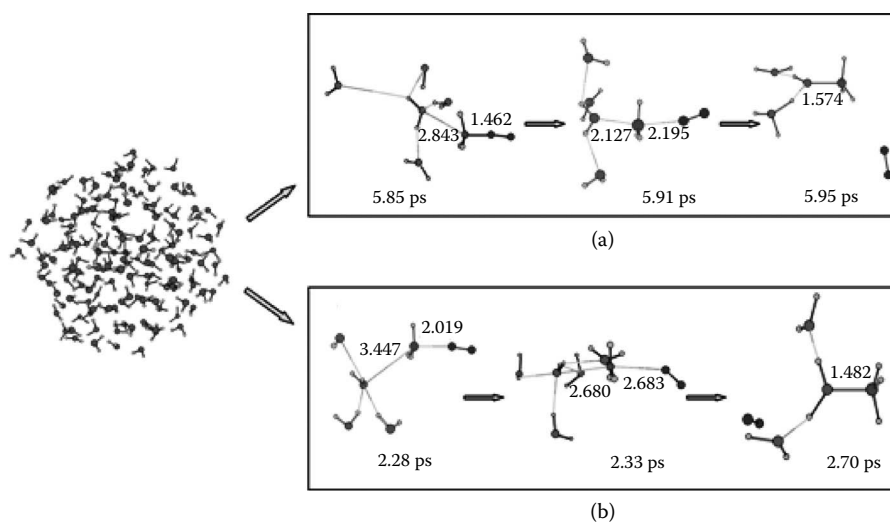 2.843
1.462
5.85 ps
2.127
2.195
5.91 ps
1.574
5.95 ps
(a)
3.447
2.019
2.28 ps
2.680
2.683
2.33 ps
1.482
2.70 ps
(b)